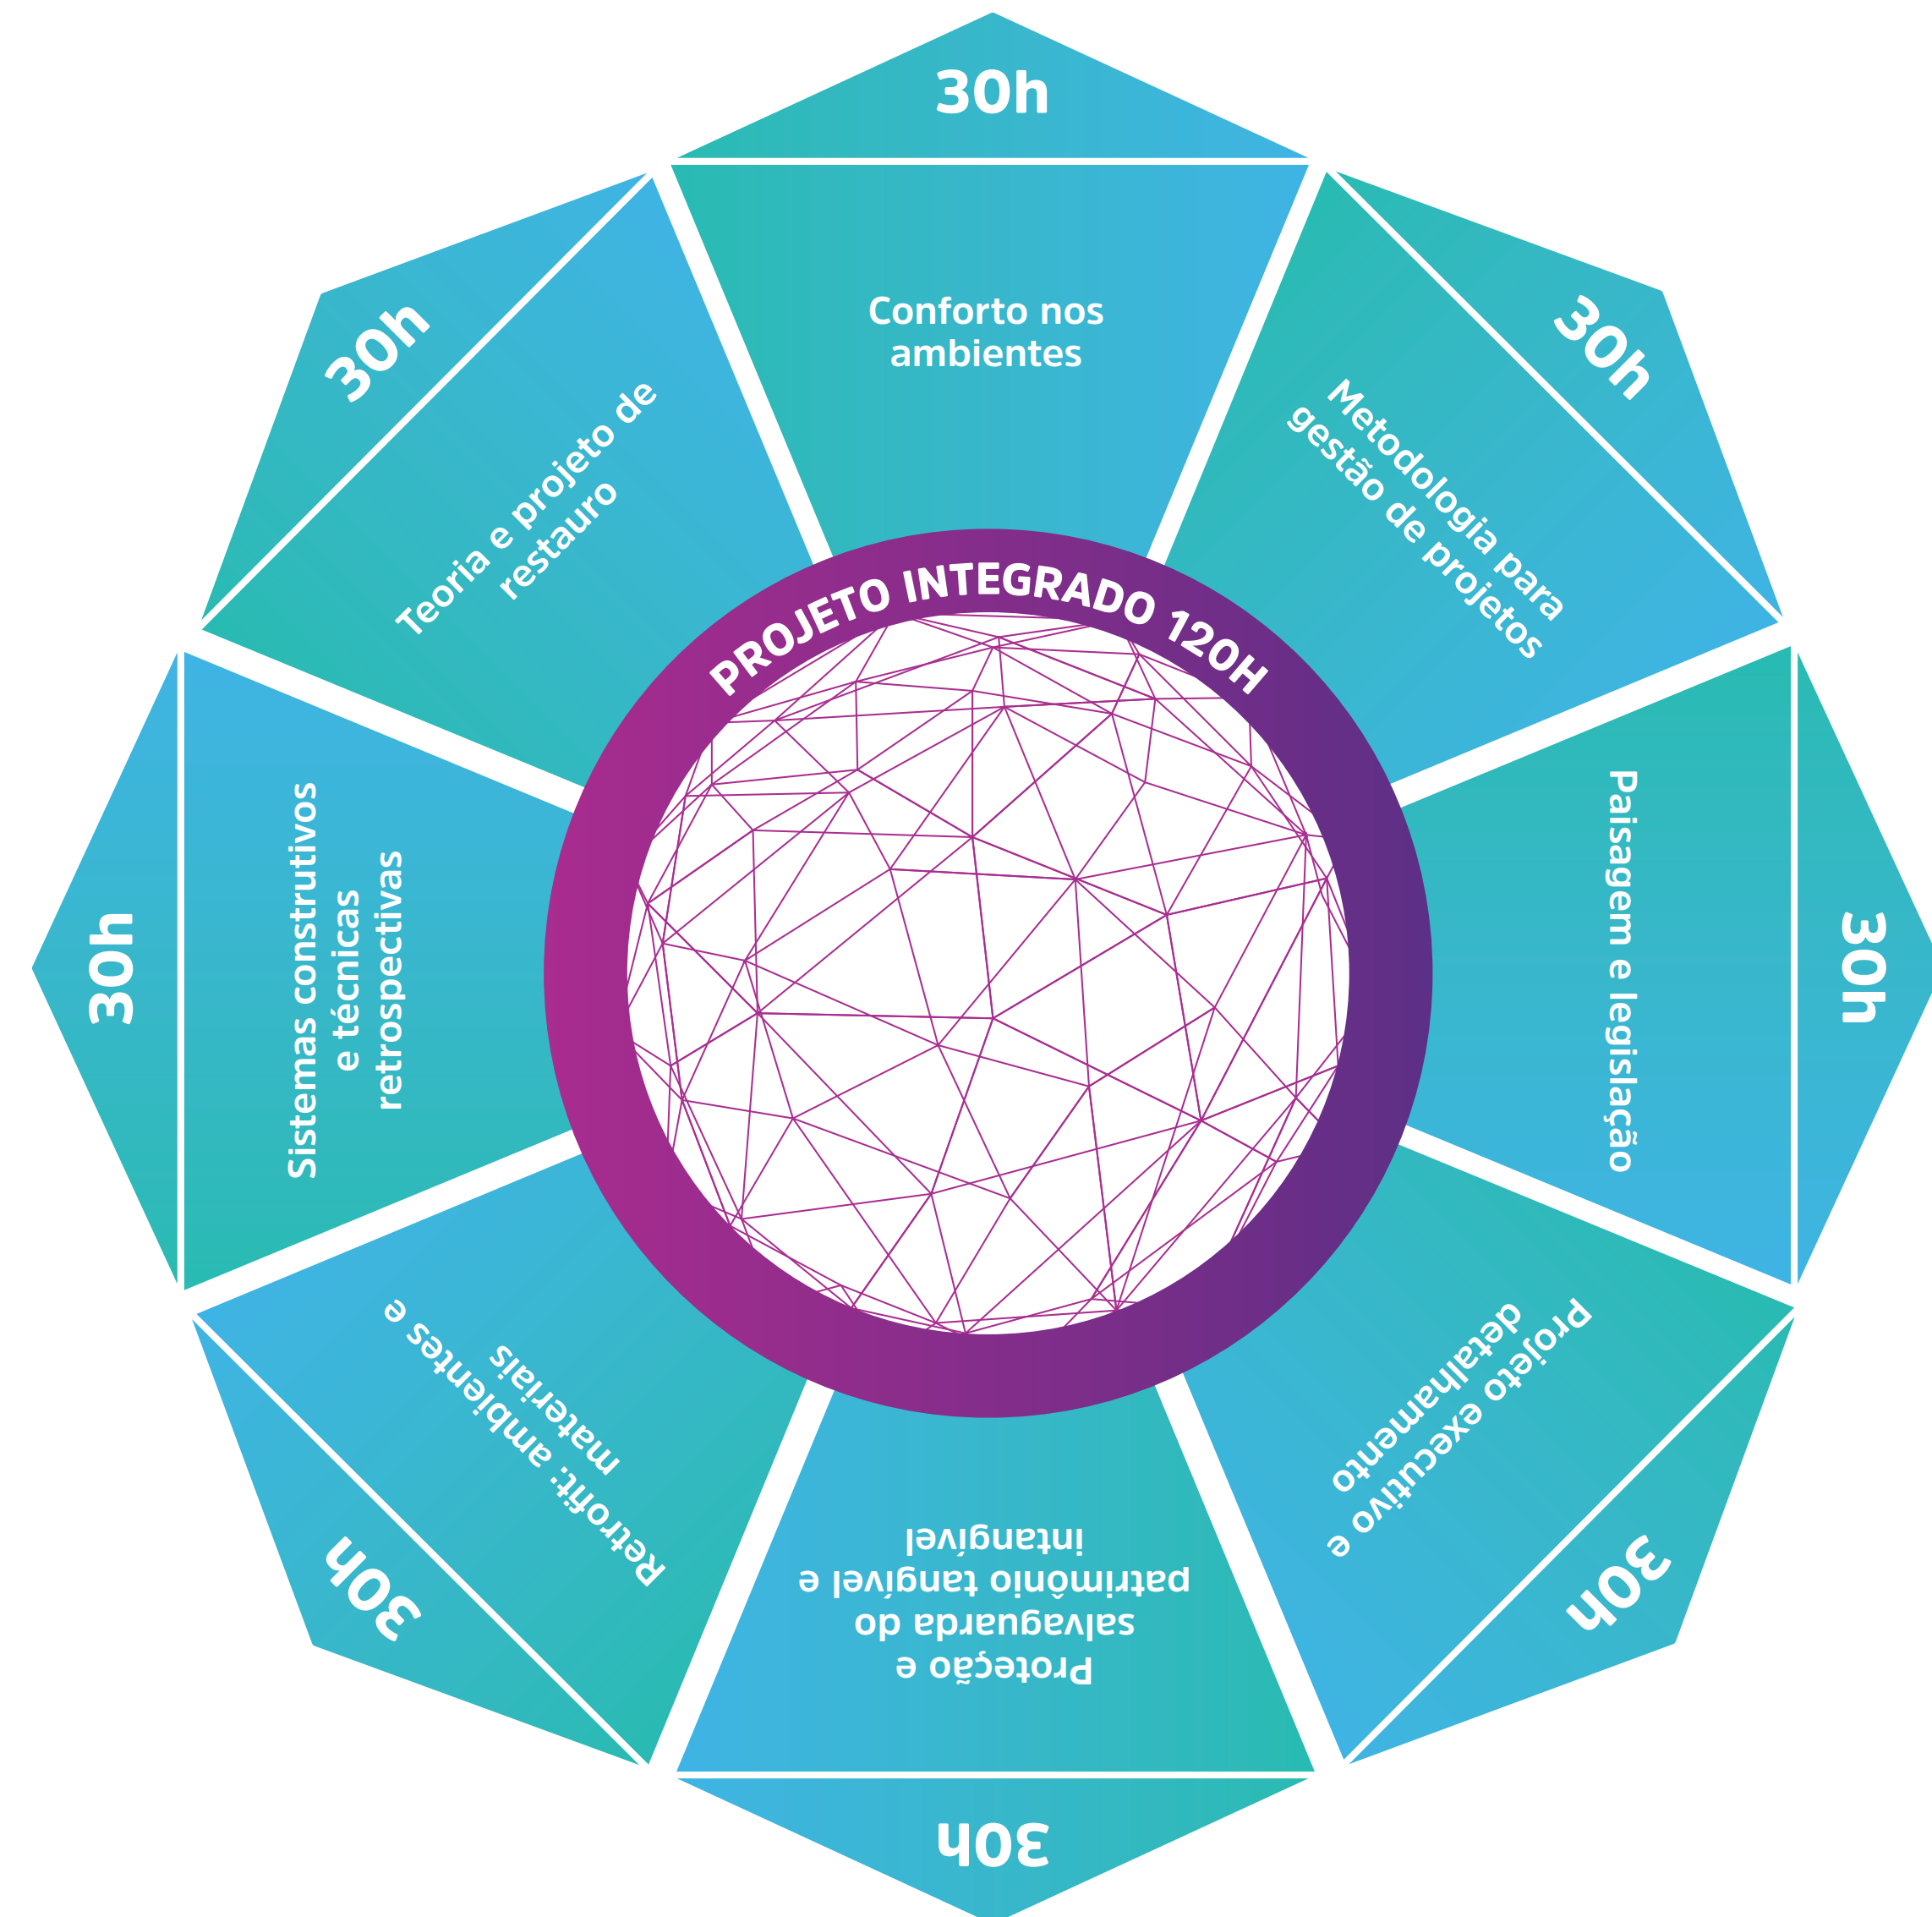 30h
Conforto nos
ambientes
30h
Metodologia para
gestão de projetos
30h
Paisagem e legislação
30h
Projeto executivo e
detalhamento
30h
Proteção e
salvaguarda do
patrimônio tangível e
intangível
30h
Retrofit: ambientes e
materiais
30h
Sistemas construtivos
e técnicas
retrospectivas
30h
Teoria e projeto de
restauro
PROJETO INTEGRADO 120H